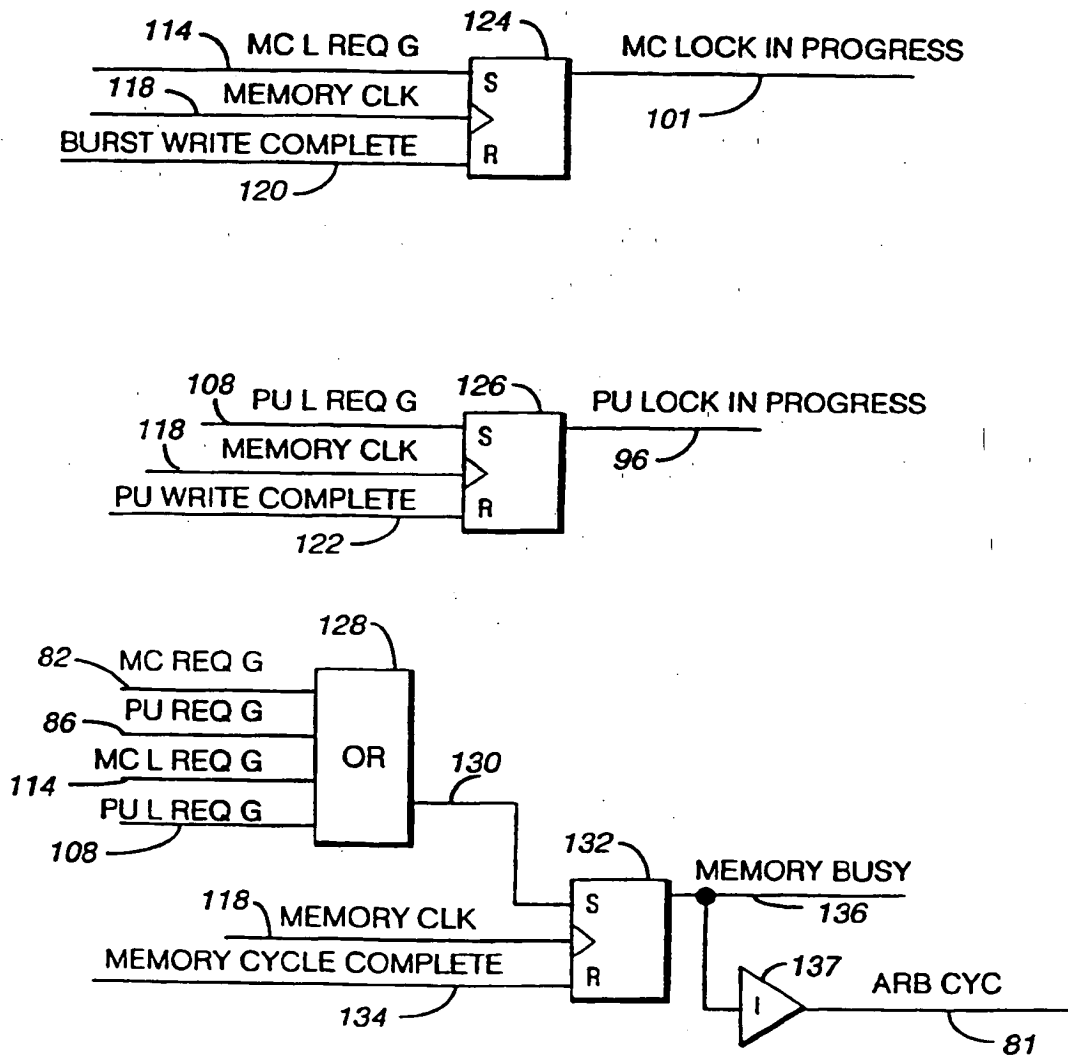 114 MC L REQ G 124 MC LOCK IN PROGRESS
S
118 MEMORY CLK 101
BURST WRITE COMPLETE R
120
108 PU L REQ G 126 PU LOCK IN PROGRESS
S
118 MEMORY CLK 96
PU WRITE COMPLETE R
122
128
82 MC REQ G
86 PU REQ G
OR
114 MC L REQ G 130
108 PU L REQ G
132
MEMORY BUSY
S 136
118 MEMORY CLK
MEMORY CYCLE COMPLETE R
134
137
I ARB CYC
81